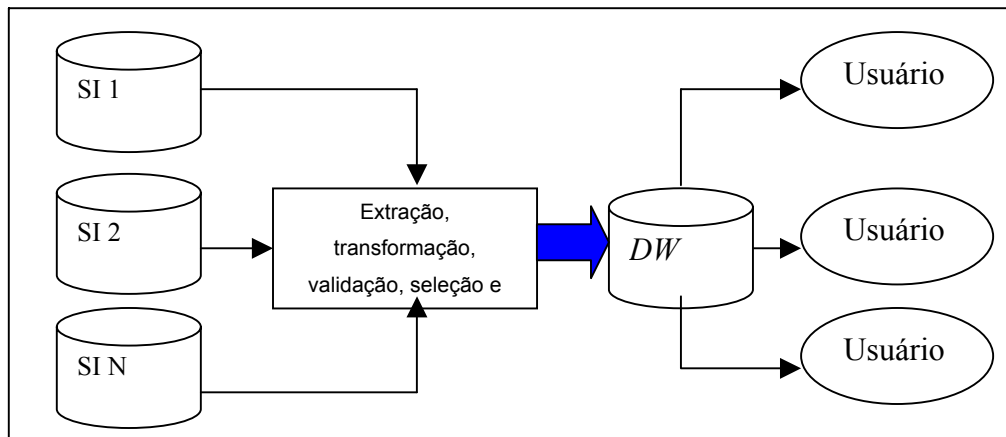 SI 1
SI 2
SI N
Extração,
transformação,
validação, seleção e
DW
Usuário
Usuário
Usuário